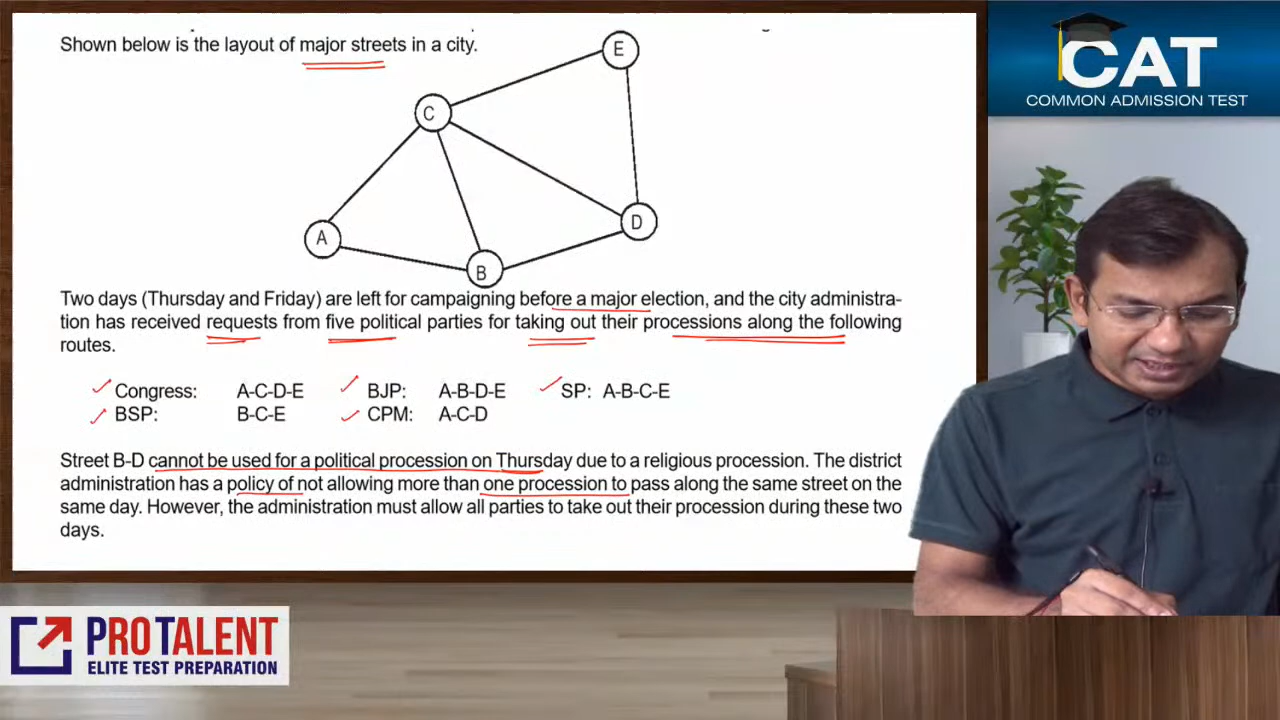 Shown below is the layout of major streets in a city.
E
C
D
A
B
Two days (Thursday and Friday) are left for campaigning before a major election, and the city administra-
tion has received requests from five political parties for taking out their processions along the following
routes.
Congress: A-C-D-E BJP: A-B-D-E SP: A-B-C-E
BSP: B-C-E CPM: A-C-D
Street B-D cannot be used for a political procession on Thursday due to a religious procession. The district
administration has a policy of not allowing more than one procession to pass along the same street on the
same day. However, the administration must allow all parties to take out their procession during these two
days.
CAT
COMMON ADMISSION TEST
PROTALENT
ELITE TEST PREPARATION